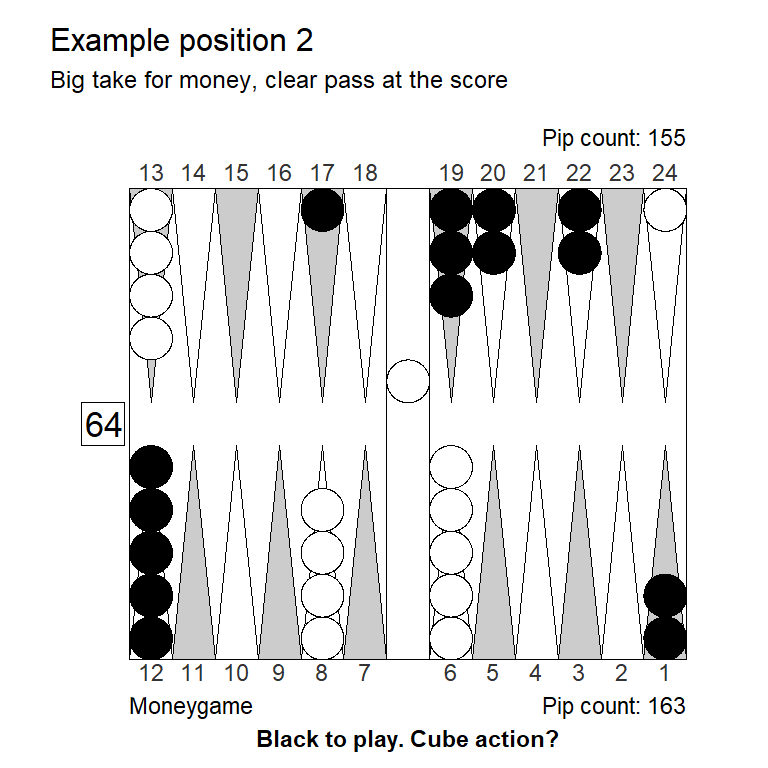 Example position 2
Big take for money, clear pass at the score
Pip count: 155
13 14 15 16 17 18 19 20 21 22 23 24
64
12 11 10 9 8 7 6 5 4 3 2 1
Moneygame Pip count: 163
Black to play. Cube action?